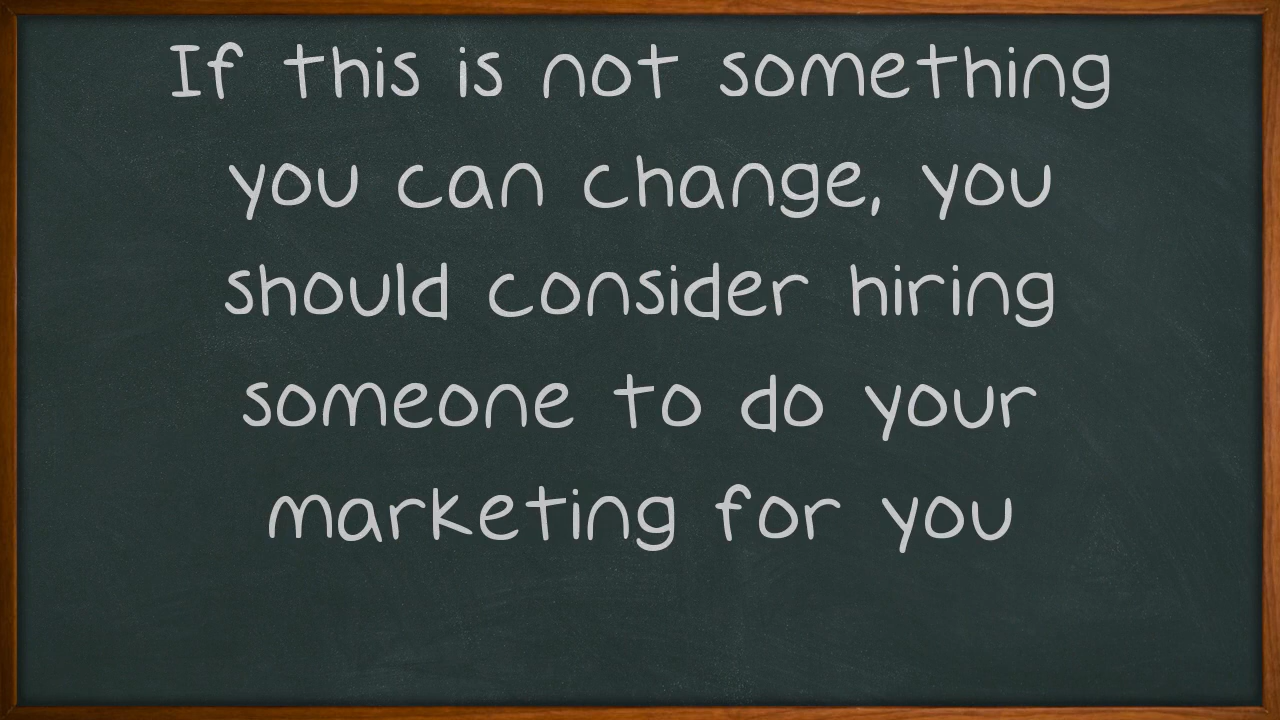 If this is not something
you can change, you
should consider hiring
someone to do your
marketing for you